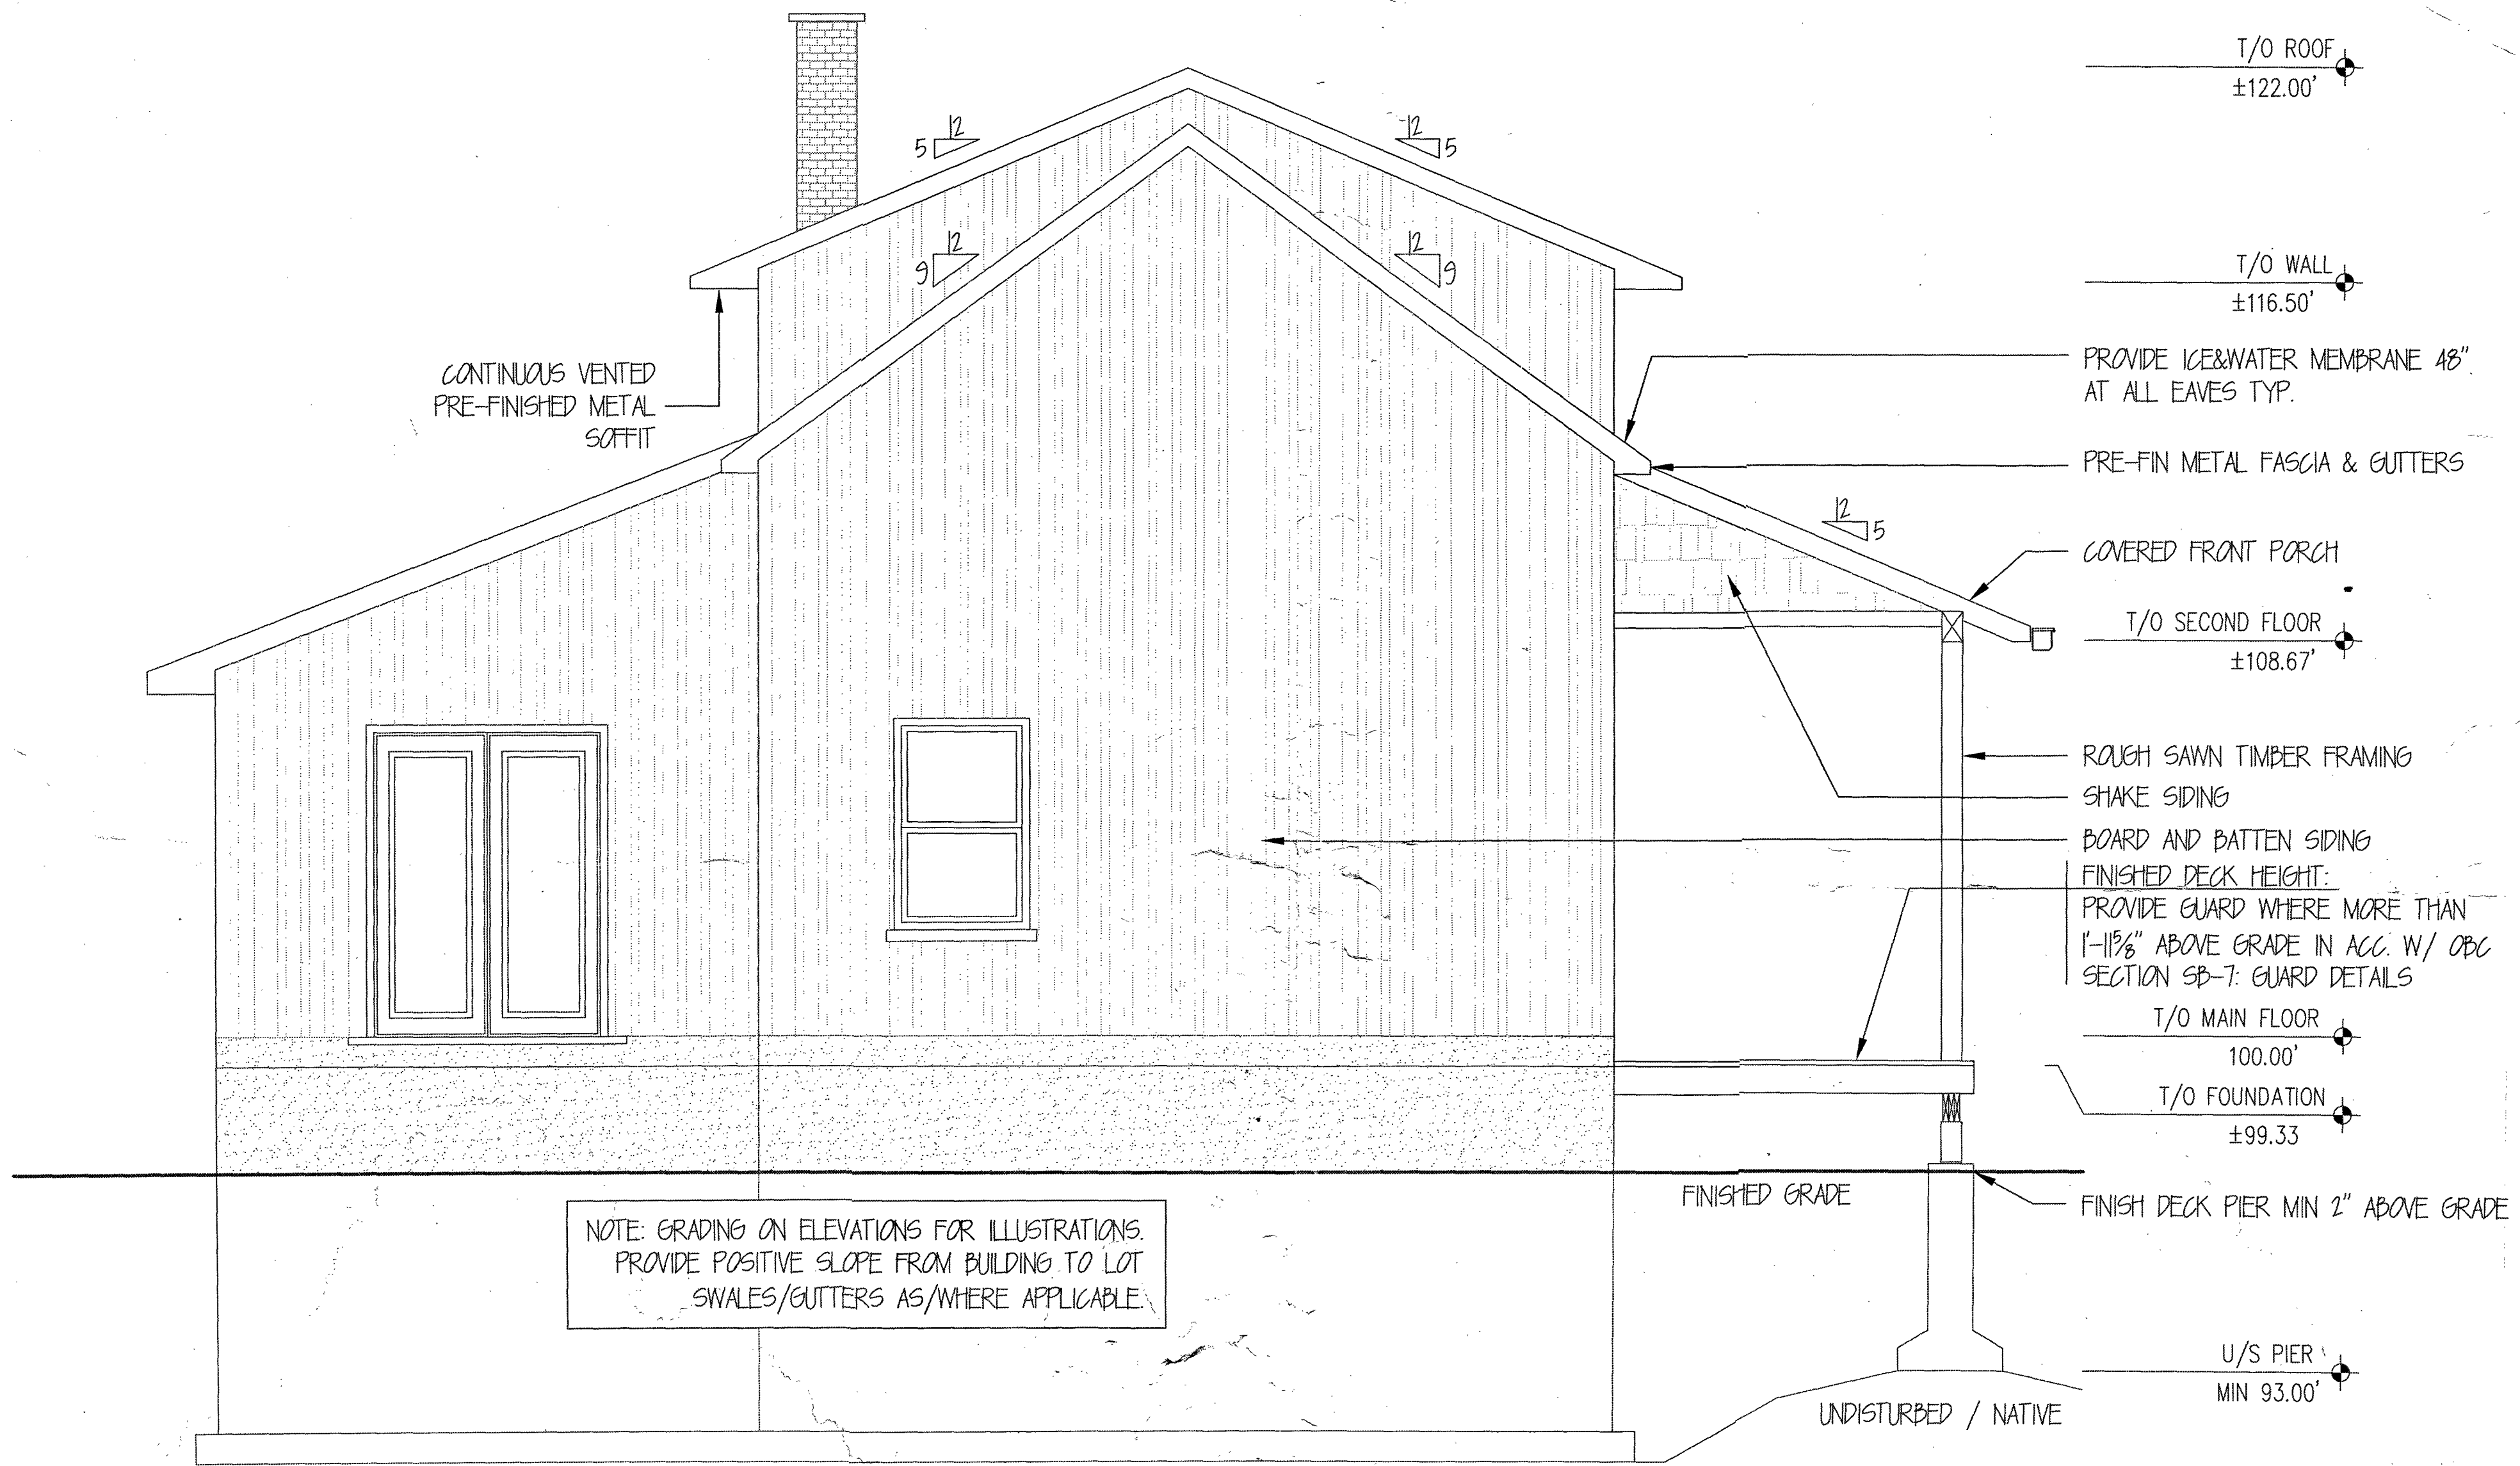 T/O ROOF
±122.00'
12
5
12
5
12
9
12
9
T/O WALL
±116.50'
CONTINUOUS VENTED
PRE-FINISHED METAL
SOFFIT
PROVIDE ICE&WATER MEMBRANE 48"
AT ALL EAVES TYP.
PRE-FIN METAL FASCIA & GUTTERS
12
5
COVERED FRONT PORCH
T/O SECOND FLOOR
±108.67'
ROUGH SAWN TIMBER FRAMING
SHAKE SIDING
BOARD AND BATTEN SIDING
FINISHED DECK HEIGHT:
PROVIDE GUARD WHERE MORE THAN
1'-11⅝" ABOVE GRADE IN ACC. W/ OBC
SECTION SB-7: GUARD DETAILS
T/O MAIN FLOOR
100.00'
T/O FOUNDATION
±99.33
FINISHED GRADE
FINISH DECK PIER MIN 2" ABOVE GRADE
NOTE: GRADING ON ELEVATIONS FOR ILLUSTRATIONS.
PROVIDE POSITIVE SLOPE FROM BUILDING TO LOT
SWALES/GUTTERS AS/WHERE APPLICABLE.
U/S PIER
MIN 93.00'
UNDISTURBED / NATIVE